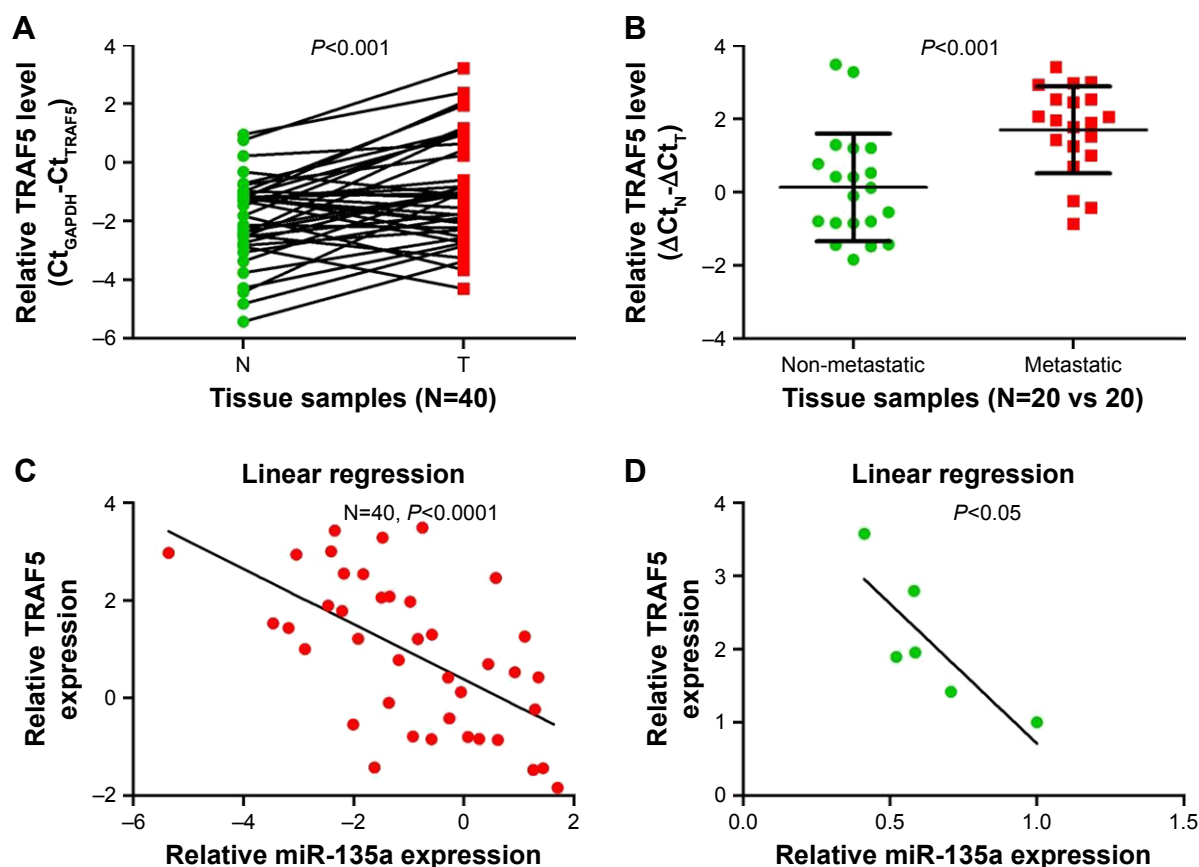 A
P<0.001
Relative TRAF5 level
(Ct_GAPDH-Ct_TRAF5)
4
2
0
–2
–4
–6
N
T
Tissue samples (N=40)
B
P<0.001
Relative TRAF5 level
(ΔCt_N-ΔCt_T)
4
2
0
–2
–4
Non-metastatic
Metastatic
Tissue samples (N=20 vs 20)
C
Linear regression
N=40, P<0.0001
Relative TRAF5
expression
4
2
0
–2
–6
–4
–2
0
2
Relative miR-135a expression
D
Linear regression
P<0.05
Relative TRAF5
expression
4
3
2
1
0
0.0
0.5
1.0
1.5
Relative miR-135a expression